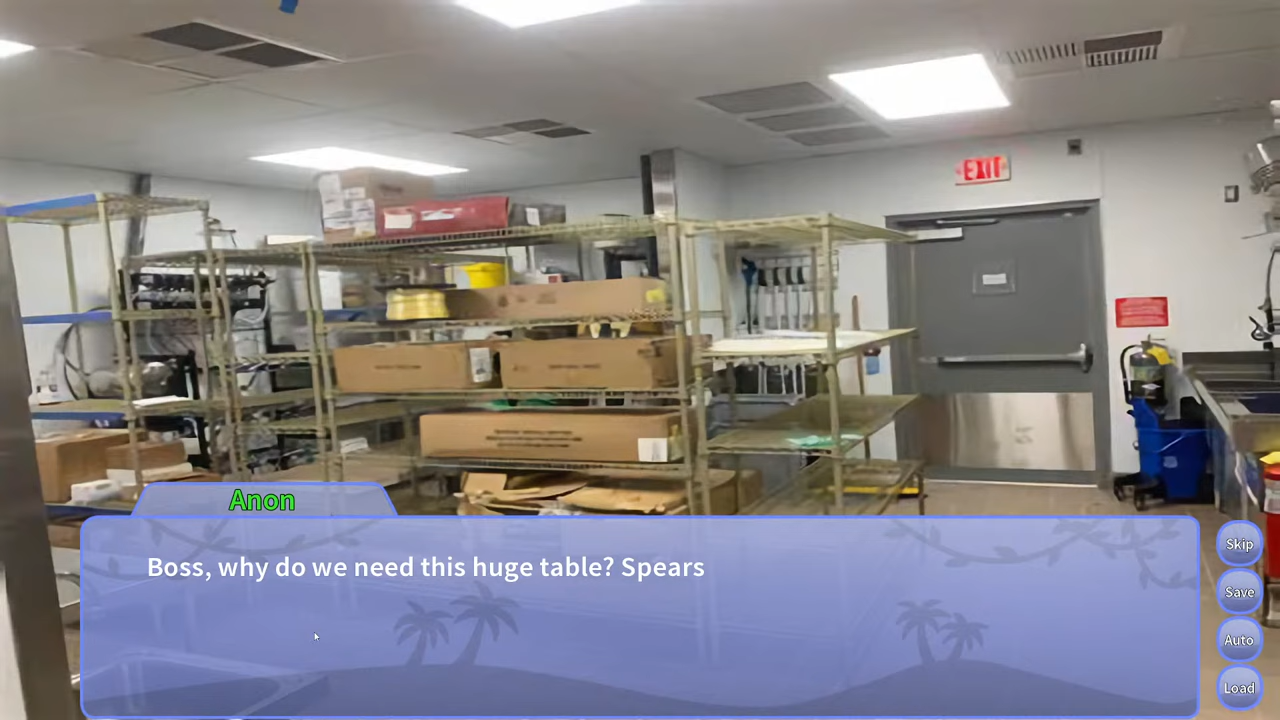 EXIT
Anon
Boss, why do we need this huge table? Spears
Skip
Save
Auto
Load